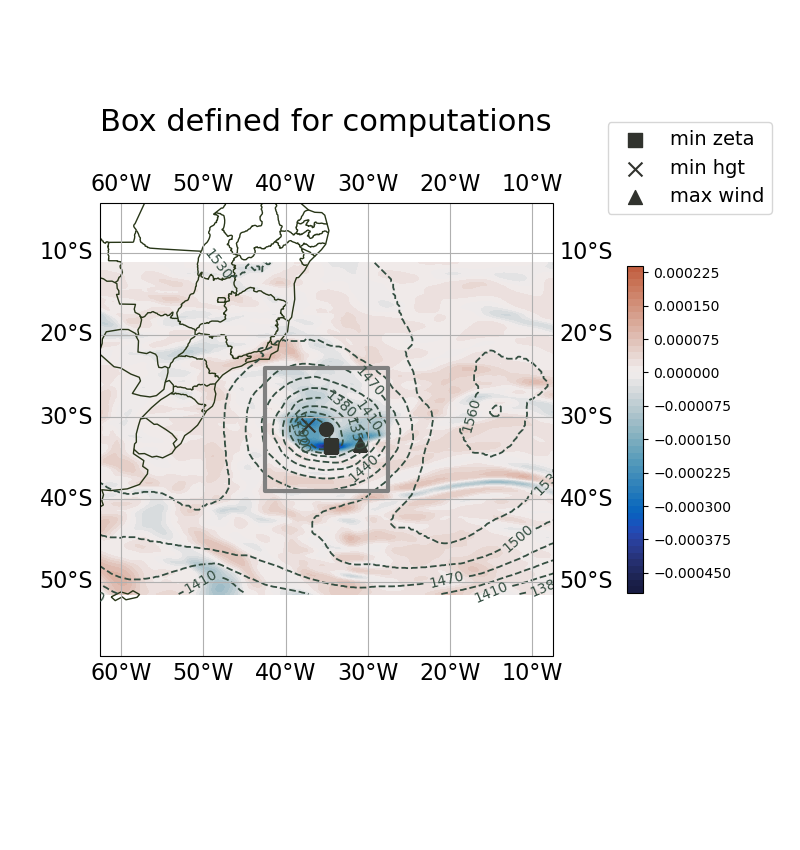 Box defined for computations
min zeta
min hgt
max wind
60°W 50°W 40°W 30°W 20°W 10°W
10°S 10°S
20°S 20°S
30°S 30°S
40°S 40°S
50°S 50°S
60°W 50°W 40°W 30°W 20°W 10°W
1530
1470
1380
1410
1560
1440
1500
1470
1410
1410
0.000225
0.000150
0.000075
0.000000
−0.000075
−0.000150
−0.000225
−0.000300
−0.000375
−0.000450